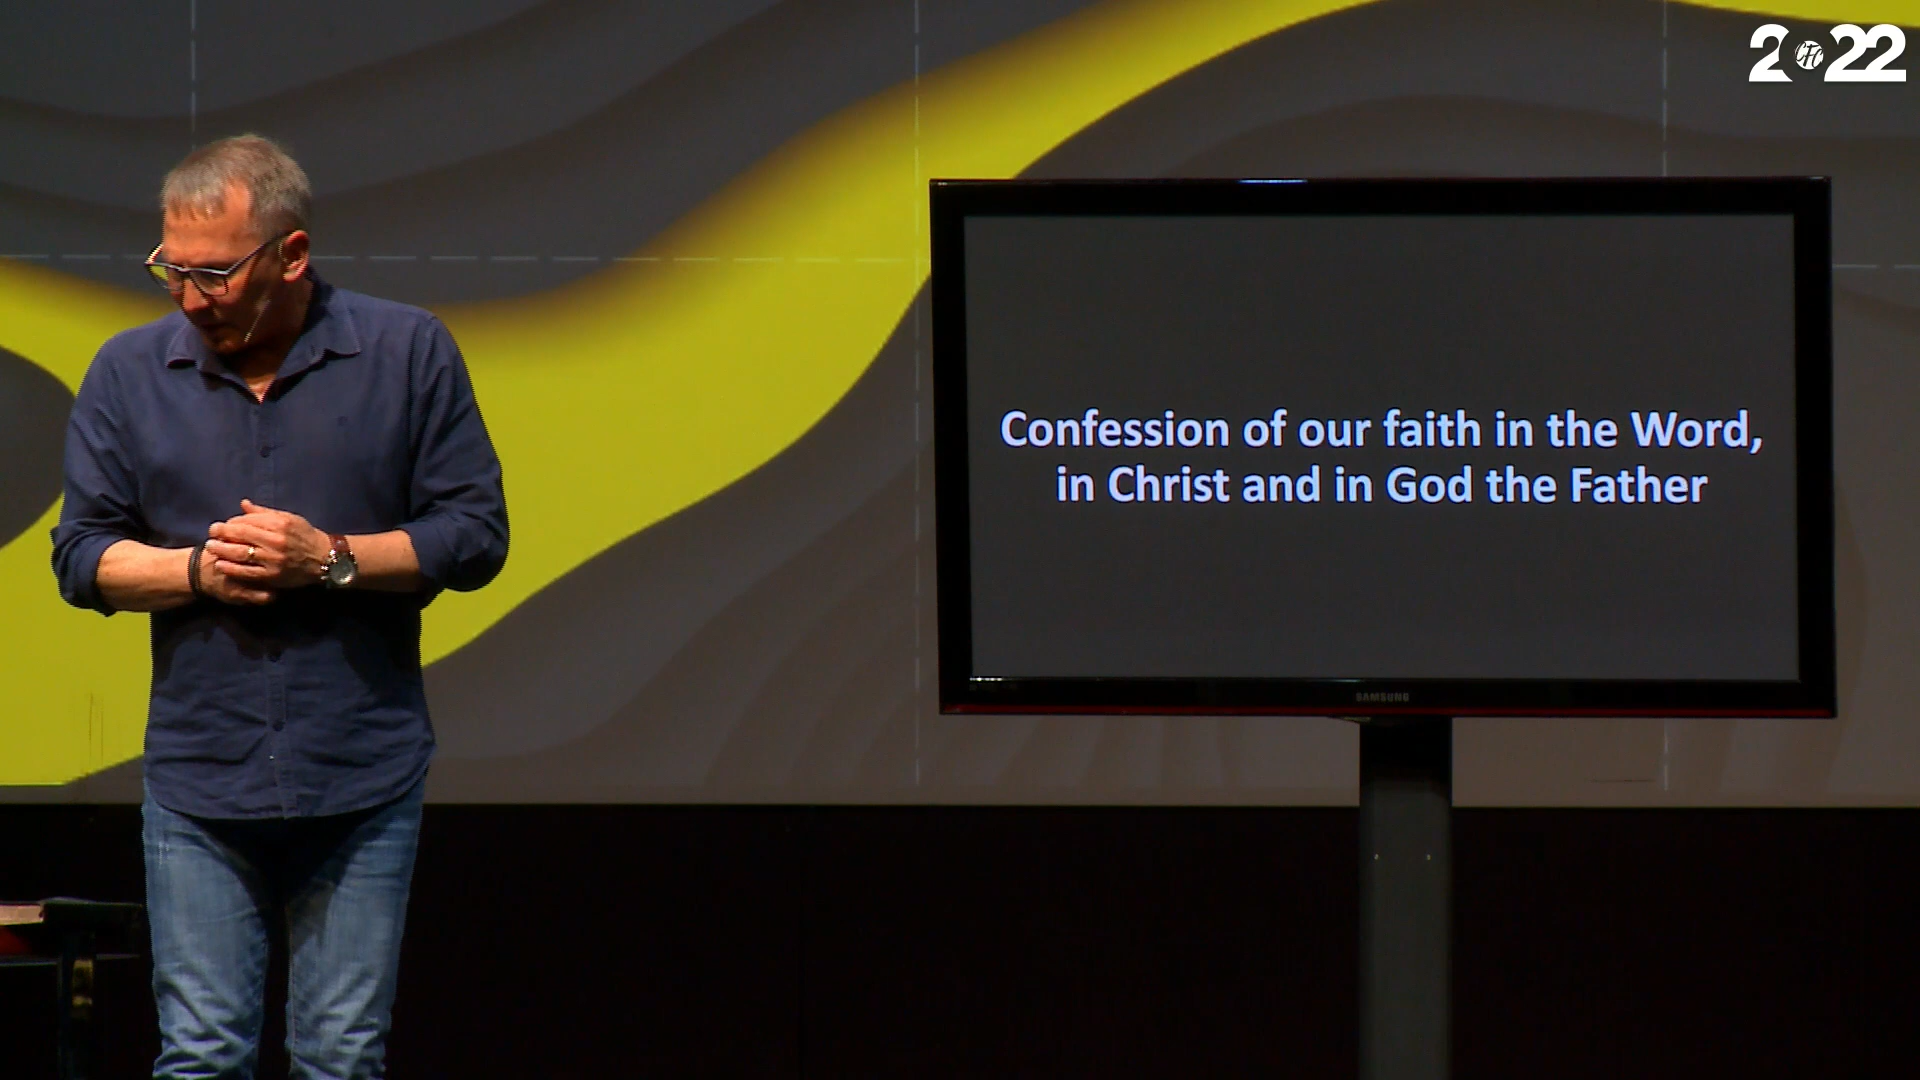 2022
Confession of our faith in the Word,
in Christ and in God the Father
SAMSUNG